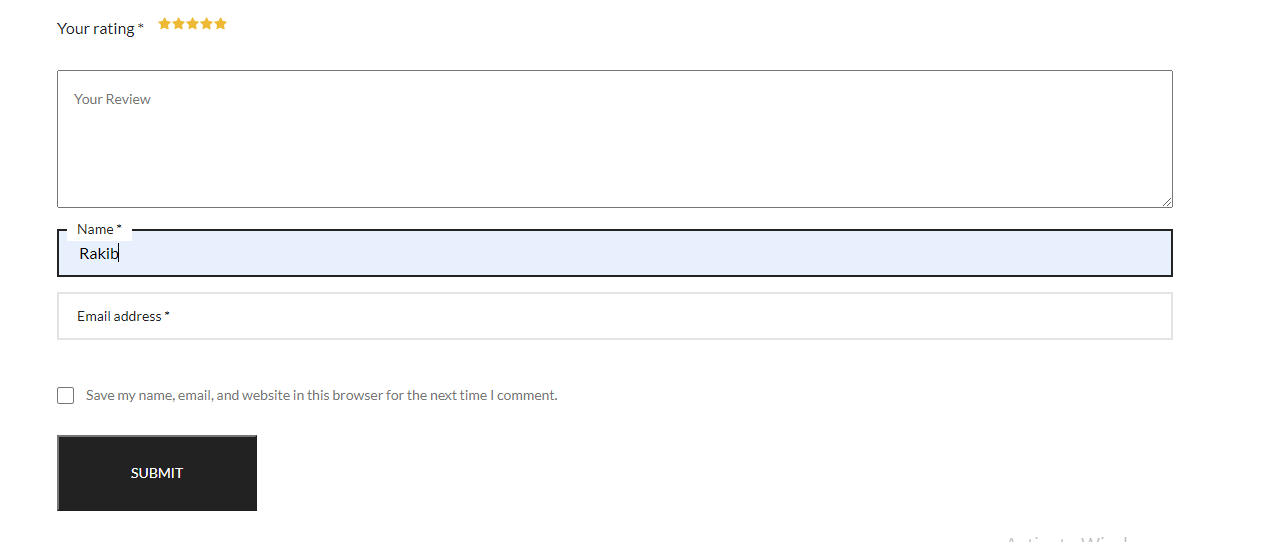 Your rating *
Your Review
Name *
Rakib
Email address *
Save my name, email, and website in this browser for the next time I comment.
SUBMIT